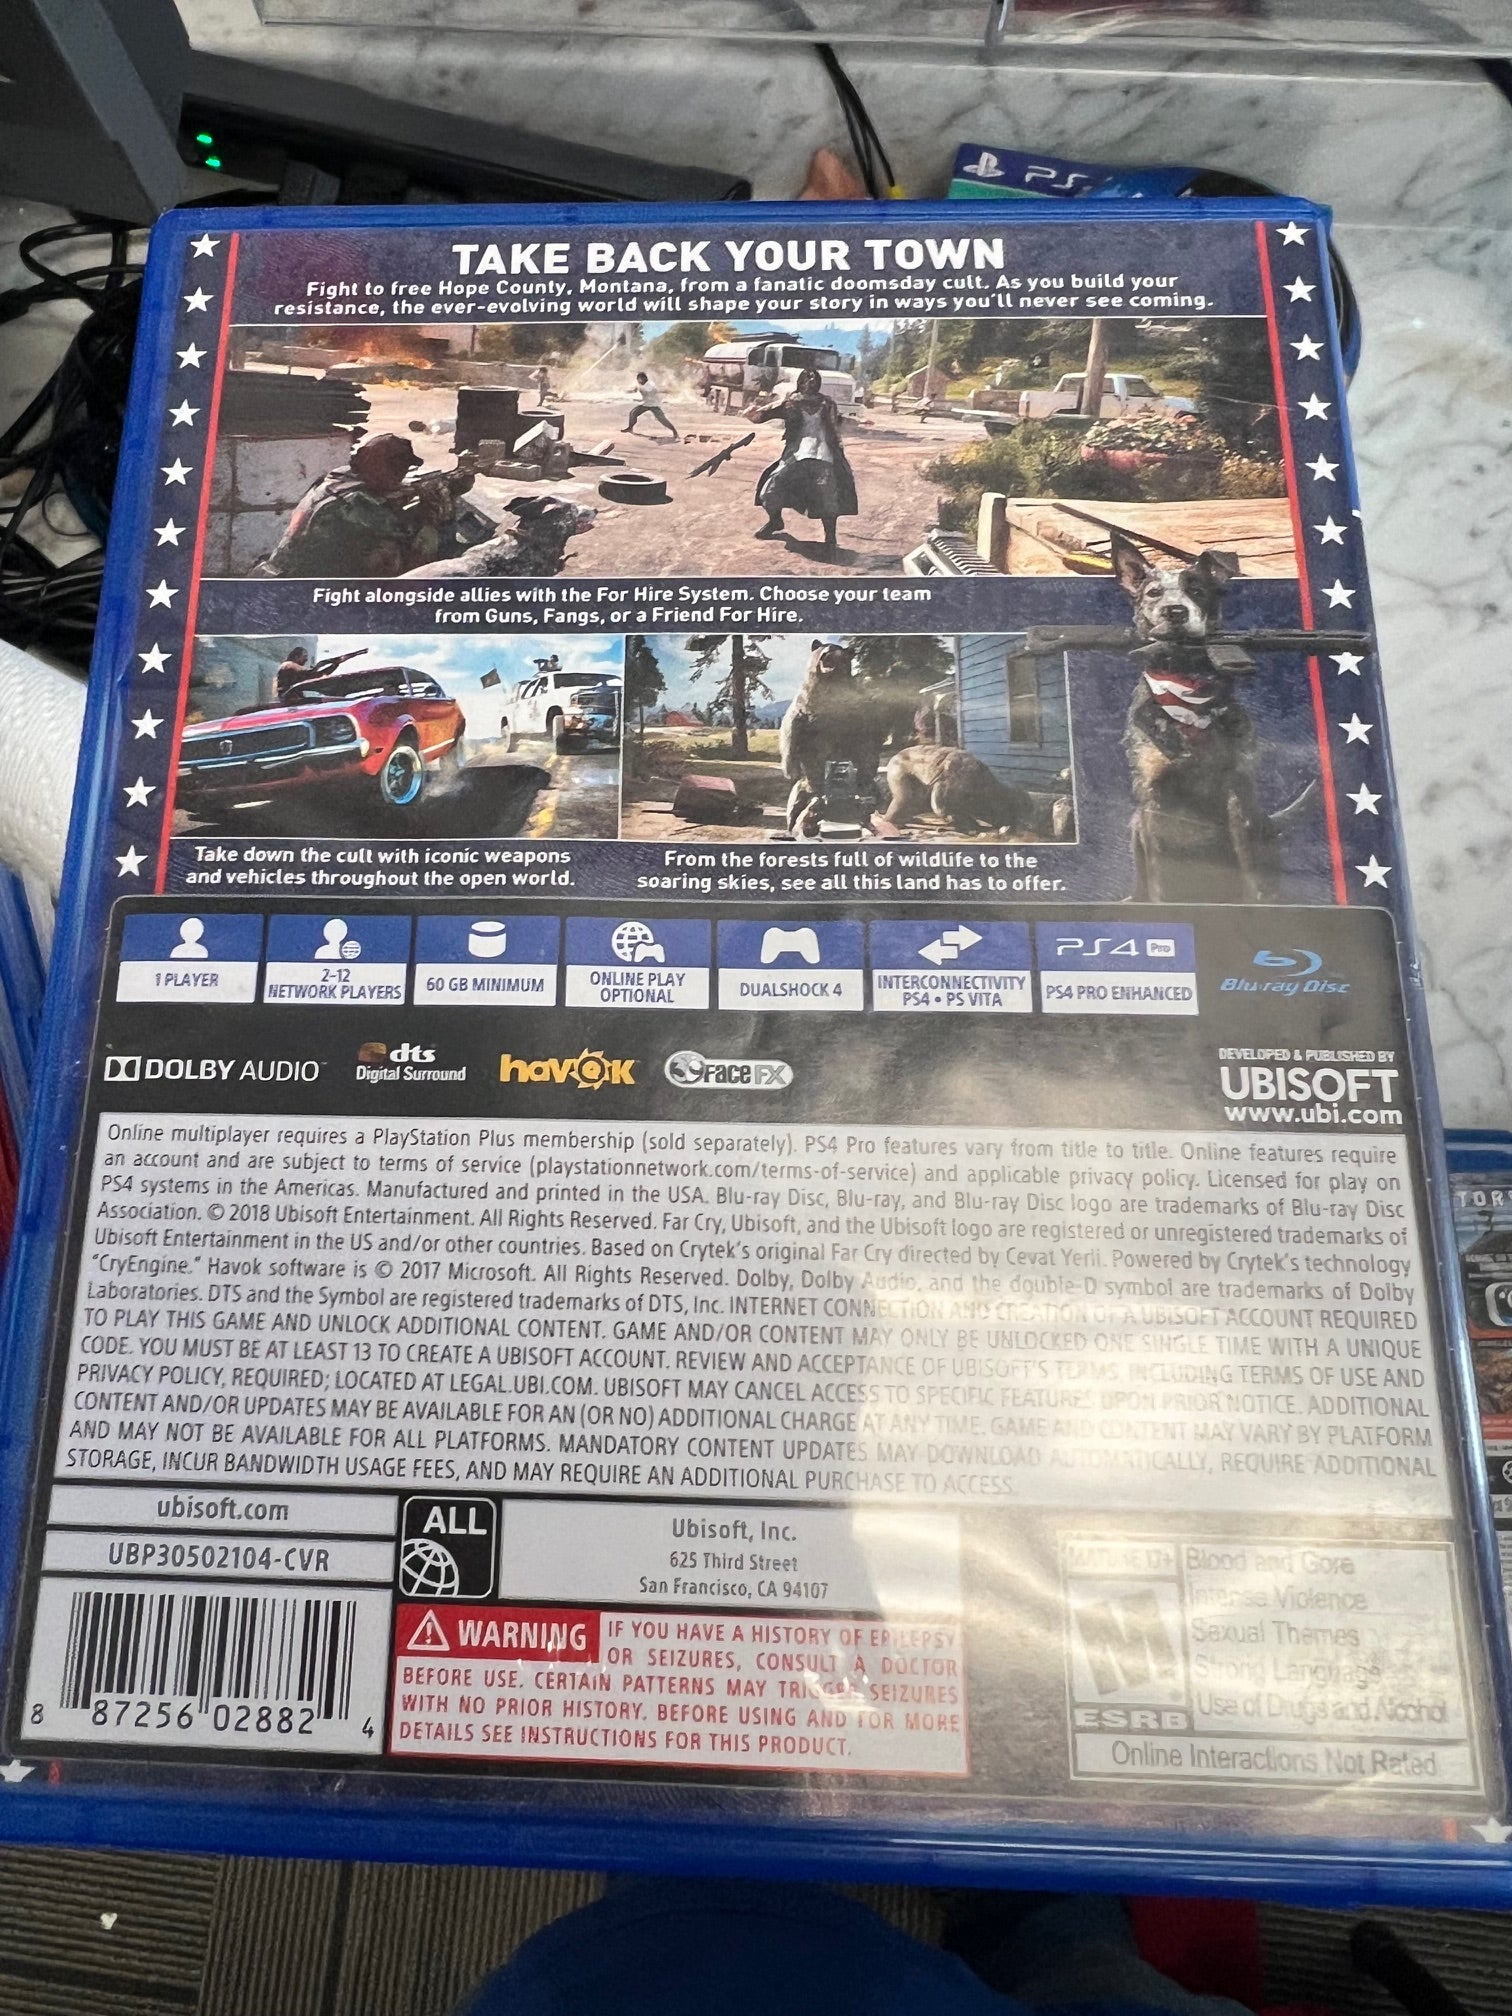 PS
TAKE BACK YOUR TOWN
Fight to free Hope County, Montana, from a fanatic doomsday cult. As you build your
resistance, the ever-evolving world will shape your story in ways you'll never see coming.
Fight alongside allies with the For Hire System. Choose your team
from Guns, Fangs, or a Friend For Hire.
Take down the cult with iconic weapons
and vehicles throughout the open world.
From the forests full of wildlife to the
soaring skies, see all this land has to offer.
1 PLAYER
2-12
NETWORK PLAYERS
60 GB MINIMUM
ONLINE PLAY
OPTIONAL
DUALSHOCK 4
INTERCONNECTIVITY
PS4 • PS VITA
PS4 Pro
PS4 PRO ENHANCED
Blu-ray Disc
DOLBY AUDIO™
dts
Digital Surround
havok
FaceFX
DEVELOPED & PUBLISHED BY
UBISOFT
www.ubi.com
Online multiplayer requires a PlayStation Plus membership (sold separately). PS4 Pro features vary from title to title. Online features require
an account and are subject to terms of service (playstationnetwork.com/terms-of-service) and applicable privacy policy. Licensed for play on
PS4 systems in the Americas. Manufactured and printed in the USA. Blu-ray Disc, Blu-ray, and Blu-ray Disc logo are trademarks of Blu-ray Disc
Association. © 2018 Ubisoft Entertainment. All Rights Reserved. Far Cry, Ubisoft, and the Ubisoft logo are registered or unregistered trademarks of
Ubisoft Entertainment in the US and/or other countries. Based on Crytek's original Far Cry directed by Cevat Yerli. Powered by Crytek's technology
"CryEngine." Havok software is © 2017 Microsoft. All Rights Reserved. Dolby, Dolby Audio, and the double-D symbol are trademarks of Dolby
Laboratories. DTS and the Symbol are registered trademarks of DTS, Inc. INTERNET CONNECTION AND CREATION OF A UBISOFT ACCOUNT REQUIRED
TO PLAY THIS GAME AND UNLOCK ADDITIONAL CONTENT. GAME AND/OR CONTENT MAY ONLY BE UNLOCKED ONE SINGLE TIME WITH A UNIQUE
CODE. YOU MUST BE AT LEAST 13 TO CREATE A UBISOFT ACCOUNT. REVIEW AND ACCEPTANCE OF UBISOFT'S TERMS, INCLUDING TERMS OF USE AND
PRIVACY POLICY, REQUIRED; LOCATED AT LEGAL.UBI.COM. UBISOFT MAY CANCEL ACCESS TO SPECIFIC FEATURES UPON PRIOR NOTICE. ADDITIONAL
CONTENT AND/OR UPDATES MAY BE AVAILABLE FOR AN (OR NO) ADDITIONAL CHARGE AT ANY TIME. GAME AND CONTENT MAY VARY BY PLATFORM
AND MAY NOT BE AVAILABLE FOR ALL PLATFORMS. MANDATORY CONTENT UPDATES MAY DOWNLOAD AUTOMATICALLY, REQUIRE ADDITIONAL
STORAGE, INCUR BANDWIDTH USAGE FEES, AND MAY REQUIRE AN ADDITIONAL PURCHASE TO ACCESS.
ubisoft.com
UBP30502104-CVR
ALL
Ubisoft, Inc.
625 Third Street
San Francisco, CA 94107
WARNING IF YOU HAVE A HISTORY OF EPILEPSY
OR SEIZURES, CONSULT A DOCTOR
BEFORE USE. CERTAIN PATTERNS MAY TRIGGER SEIZURES
WITH NO PRIOR HISTORY. BEFORE USING AND FOR MORE
DETAILS SEE INSTRUCTIONS FOR THIS PRODUCT.
8 87256 02882 4
MATURE 17+
M
ESRB
Blood and Gore
Intense Violence
Sexual Themes
Strong Language
Use of Drugs and Alcohol
Online Interactions Not Rated
TOR